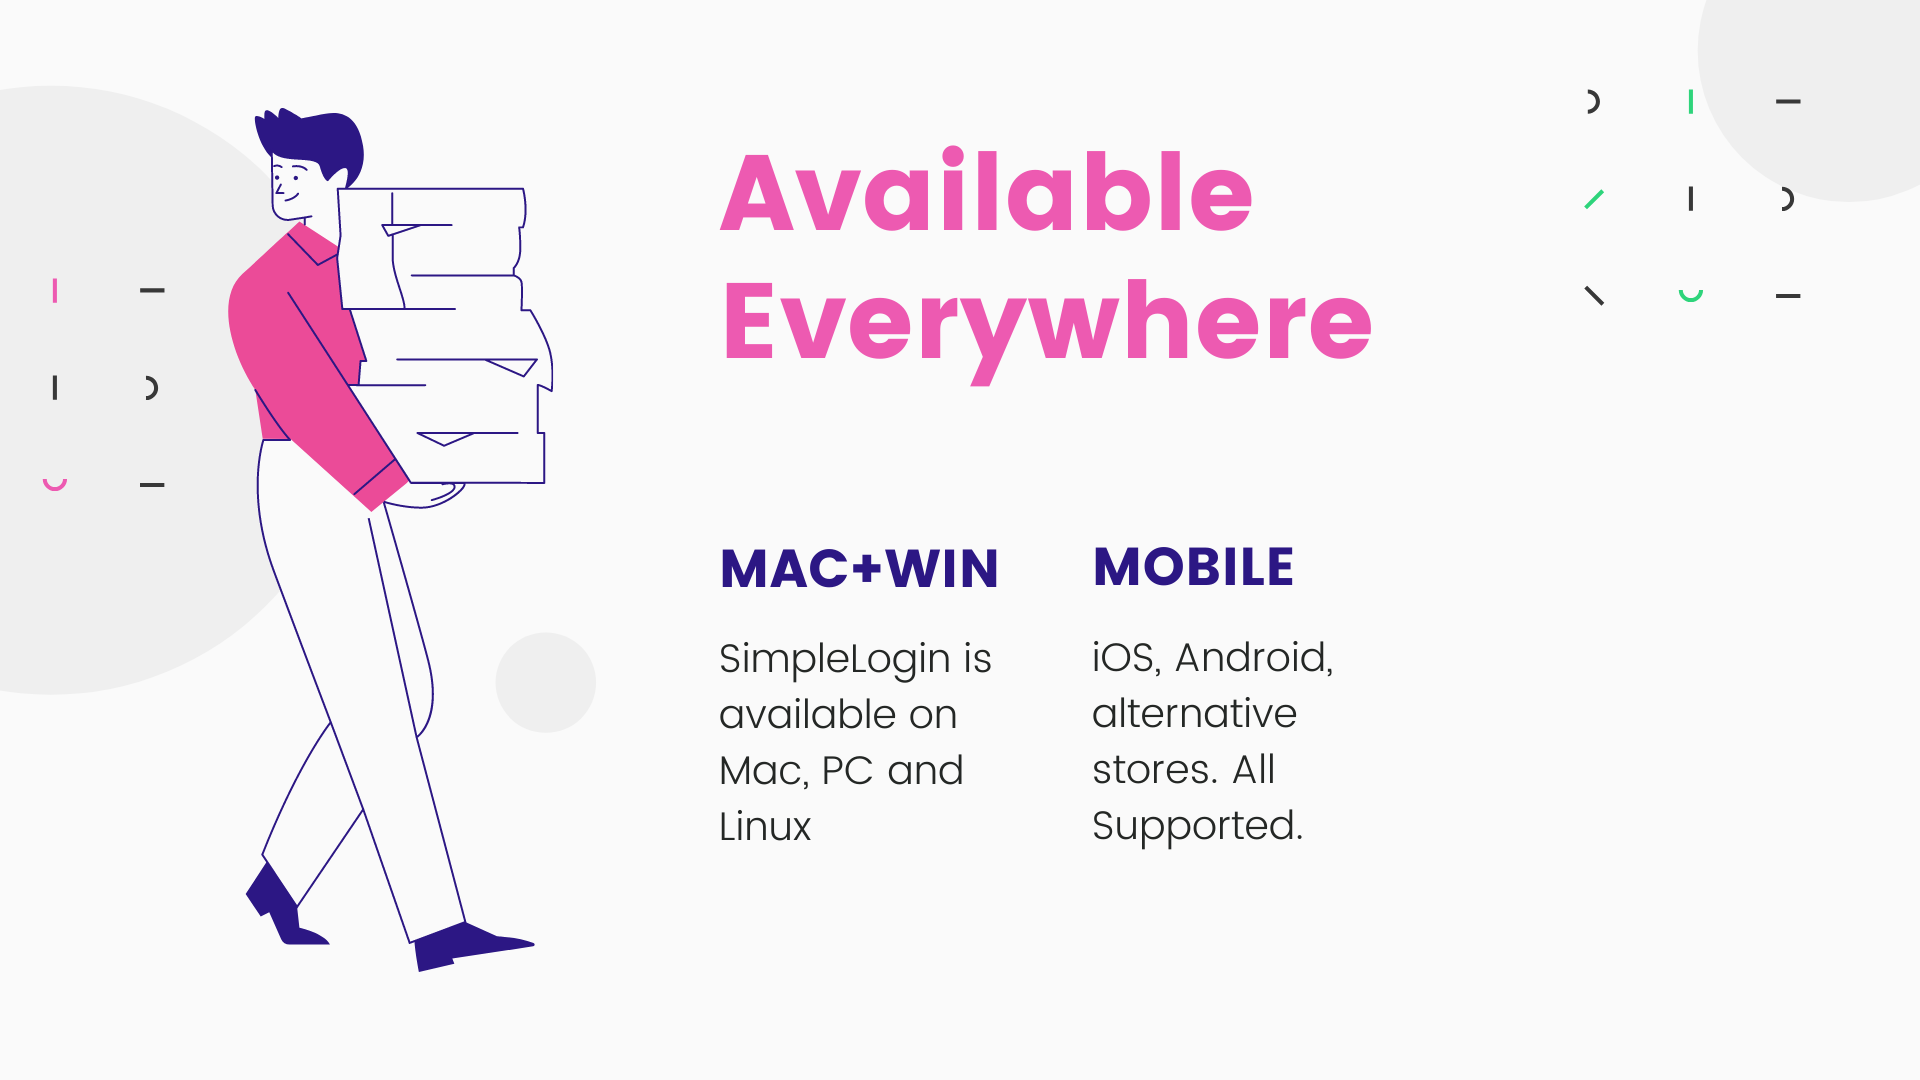 Available
Everywhere
MAC+WIN
SimpleLogin is
available on
Mac, PC and
Linux
MOBILE
iOS, Android,
alternative
stores. All
Supported.